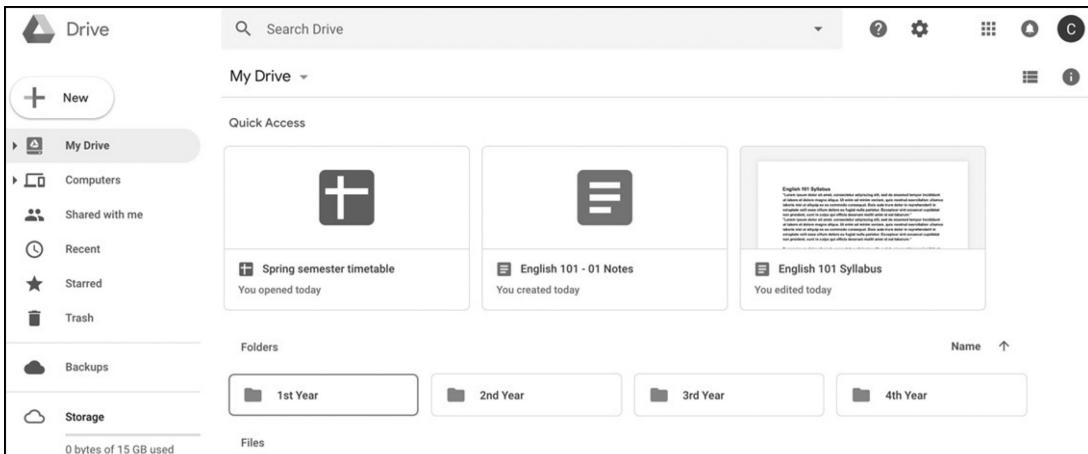 Drive
Search Drive
C
My Drive
New
Quick Access
My Drive
Computers
Shared with me
Recent
Starred
Trash
Backups
Storage
0 bytes of 15 GB used
English 101 Syllabus
Spring semester timetable
You opened today
English 101 - 01 Notes
You created today
English 101 Syllabus
You edited today
Folders
Name
1st Year
2nd Year
3rd Year
4th Year
Files